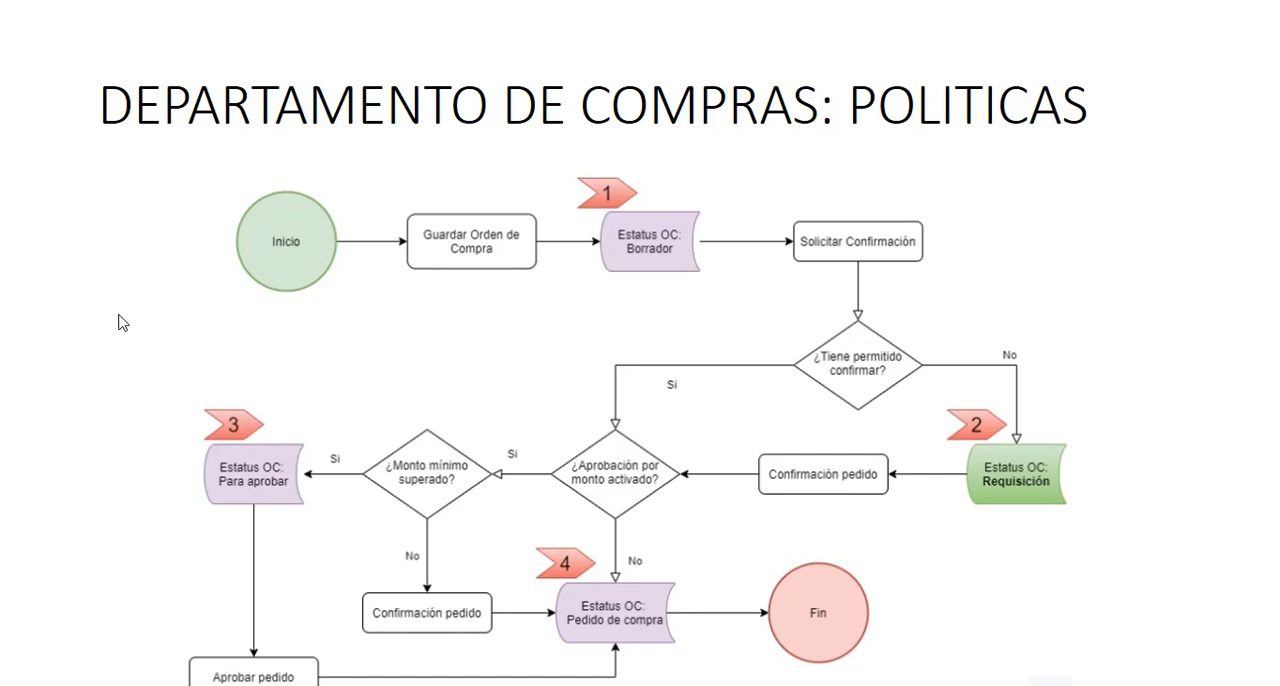 DEPARTAMENTO DE COMPRAS: POLITICAS
1
Inicio
Guardar Orden de
Compra
Estatus OC:
Borrador
Solicitar Confirmación
¿Tiene permitido
confirmar?
No
Si
3
2
Estatus OC:
Para aprobar
Si
¿Monto mínimo
superado?
Si
¿Aprobación por
monto activado?
Confirmación pedido
Estatus OC:
Requisición
No
4
No
Confirmación pedido
Estatus OC:
Pedido de compra
Fin
Aprobar pedido